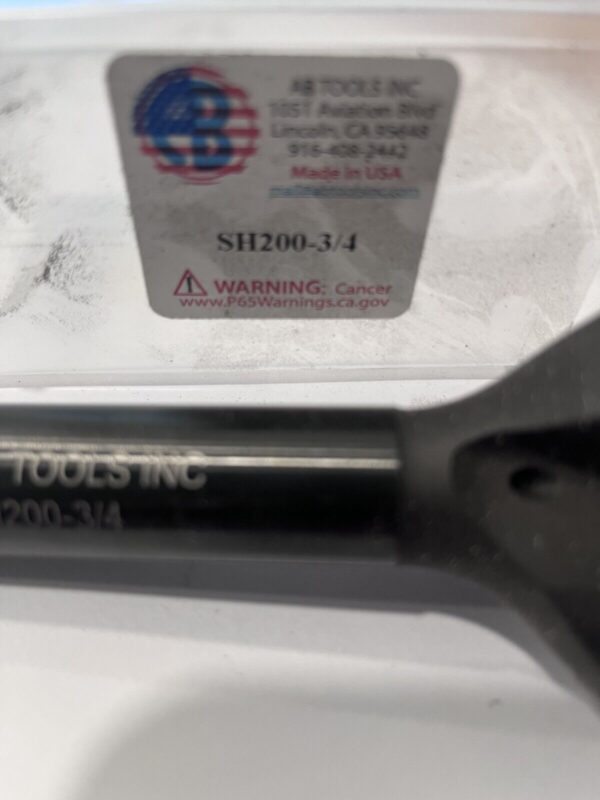 AB
AB TOOLS INC
1051 Aviation Blvd
Lincoln, CA 95648
916-408-2442
Made in USA
SH200-3/4
WARNING: Cancer
www.P65Warnings.ca.gov
TOOLS INC
200-3/4